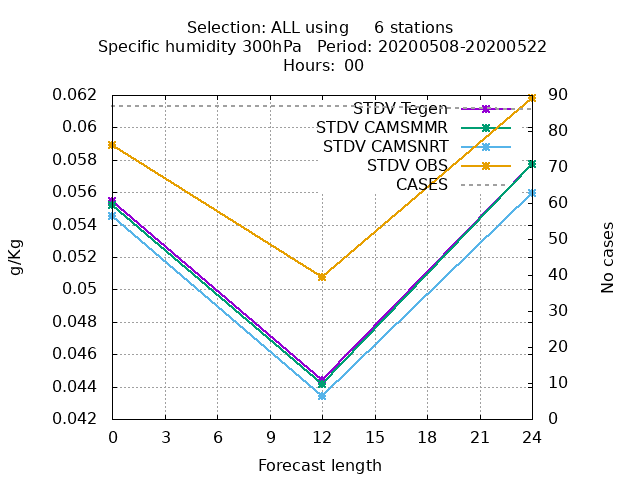 Selection: ALL using 6 stations
Specific humidity 300hPa Period: 20200508-20200522
Hours: 00
0.062
0.06
0.058
0.056
0.054
0.052
0.05
0.048
0.046
0.044
0.042
g/Kg
STDV Tegen
STDV CAMSMMR
STDV CAMSNRT
STDV OBS
CASES
90
80
70
60
50
40
30
20
10
0
No cases
0 3 6 9 12 15 18 21 24
Forecast length